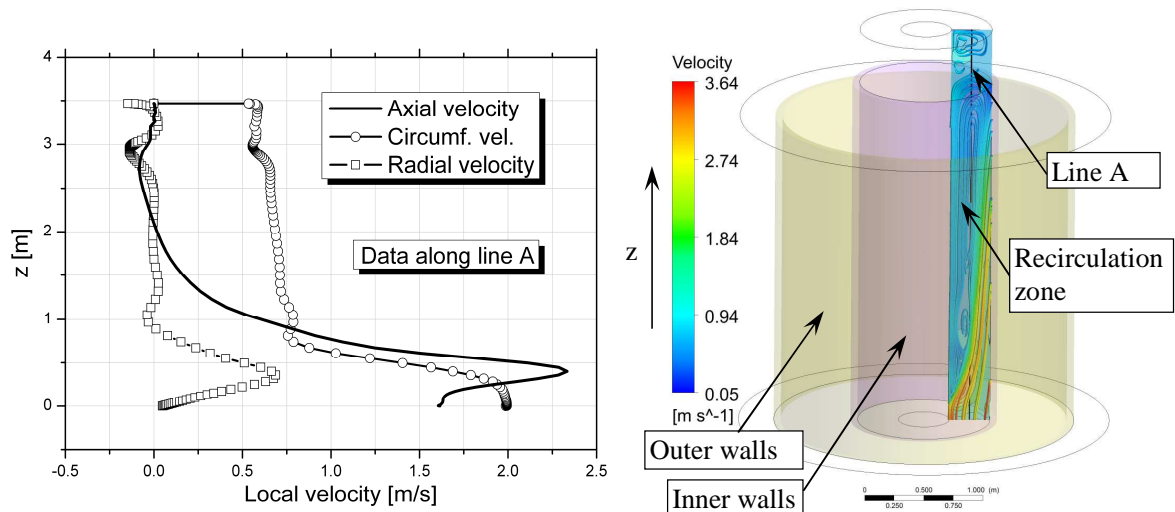 4
3
2
1
0
z [m]
-0.5 0.0 0.5 1.0 1.5 2.0 2.5
Local velocity [m/s]
Axial velocity
Circumf. vel.
Radial velocity
Data along line A
Velocity
3.64
2.74
1.84
0.94
0.05
[m s^-1]
z
Line A
Recirculation
zone
Outer walls
Inner walls
0 0.500 1.000 (m)
0.250 0.750